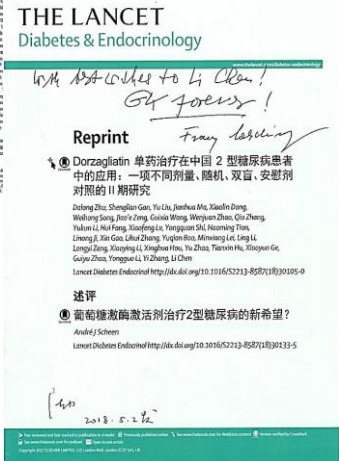 THE LANCET
Diabetes & Endocrinology
www.thelancet.com/diabetes-endocrinology
With best wishes to Li Chen!
GK forever!
Reprint
Dorzagliatin 单药治疗在中国 2 型糖尿病患者
中的应用：一项不同剂量、随机、双盲、安慰剂
对照的 II 期研究
Dalong Zhu, Shenglian Gan, Yu Liu, Jianhua Ma, Xiaolin Dong,
Weihong Song, Jiao'e Zeng, Guixia Wang, Wenjuan Zhao, Qiu Zhang,
Yukun Li, Hui Fang, Xiaofeng Lv, Yongquan Shi, Haoming Tian,
Linong Ji, Xin Gao, Lihui Zhang, Yuqian Bao, Minxiang Lei, Ling Li,
Longyi Zeng, Xiaoying Li, Xinghua Hou, Yu Zhao, Tianxin Hu, Xiaoyun Ge,
Guiyu Zhao, Yongguo Li, Yi Zhang, Li Chen
Lancet Diabetes Endocrinol http://dx.doi.org/10.1016/S2213-8587(18)30105-0
述评
葡萄糖激酶激活剂治疗2型糖尿病的新希望？
André J Scheen
Lancet Diabetes Endocrinol http://dx.doi.org/10.1016/S2213-8587(18)30133-5
2018.5.2